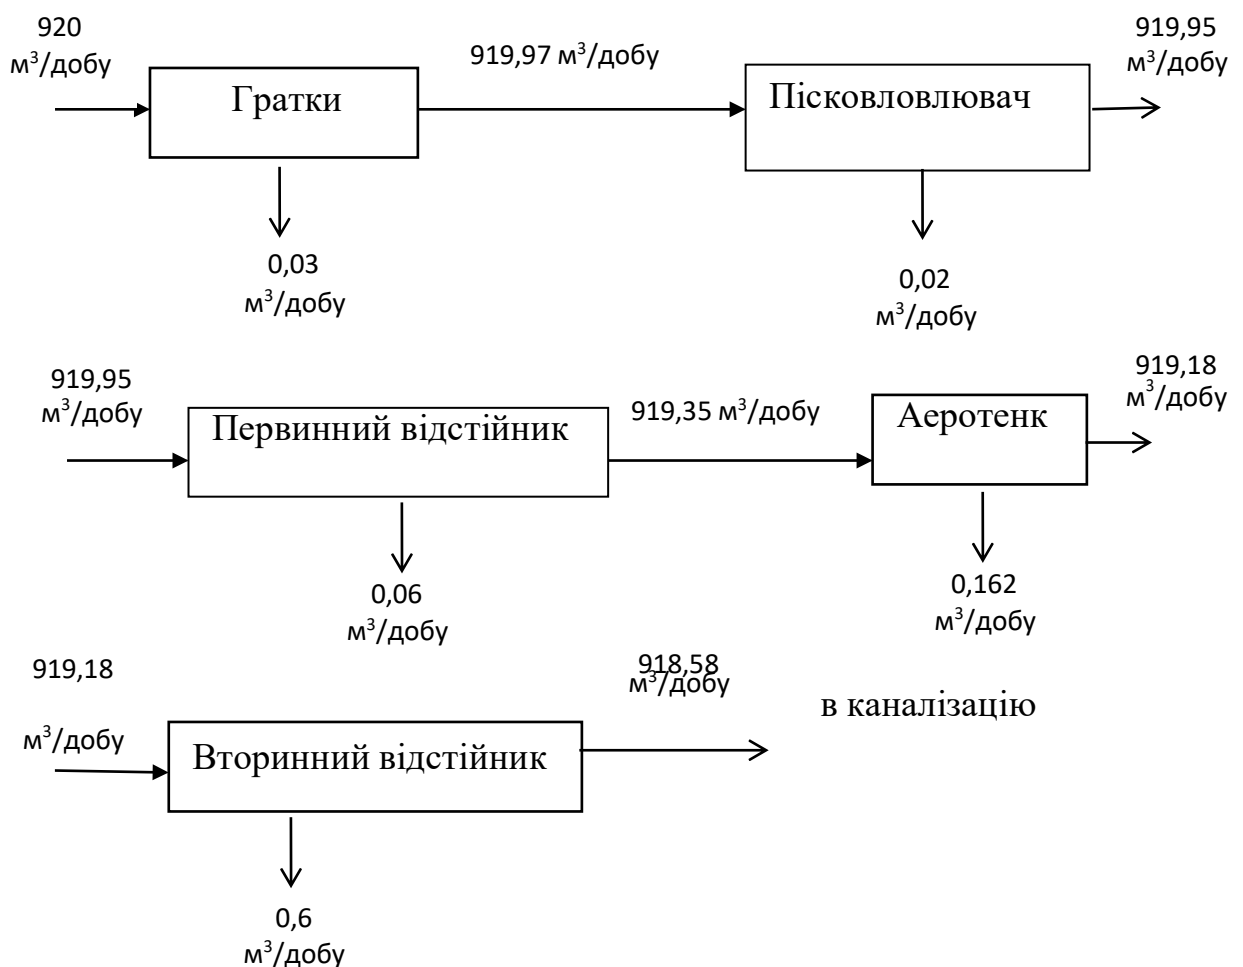 920
м³/добу
919,97 м³/добу
919,95
м³/добу
Гратки
Пісковловлювач
0,03
м³/добу
0,02
м³/добу
919,95
м³/добу
919,35 м³/добу
919,18
м³/добу
Первинний відстійник
Аеротенк
0,06
м³/добу
0,162
м³/добу
919,18
м³/добу
918,58
м³/добу
в каналізацію
Вторинний відстійник
0,6
м³/добу